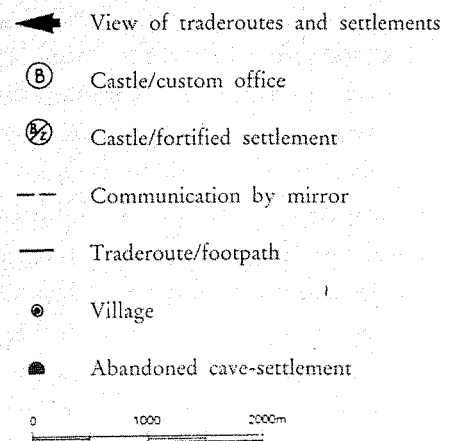 View of traderoutes and settlements
B Castle/custom office
B/Z Castle/fortified settlement
Communication by mirror
Traderoute/footpath
Village
Abandoned cave-settlement
0 1000 2000m